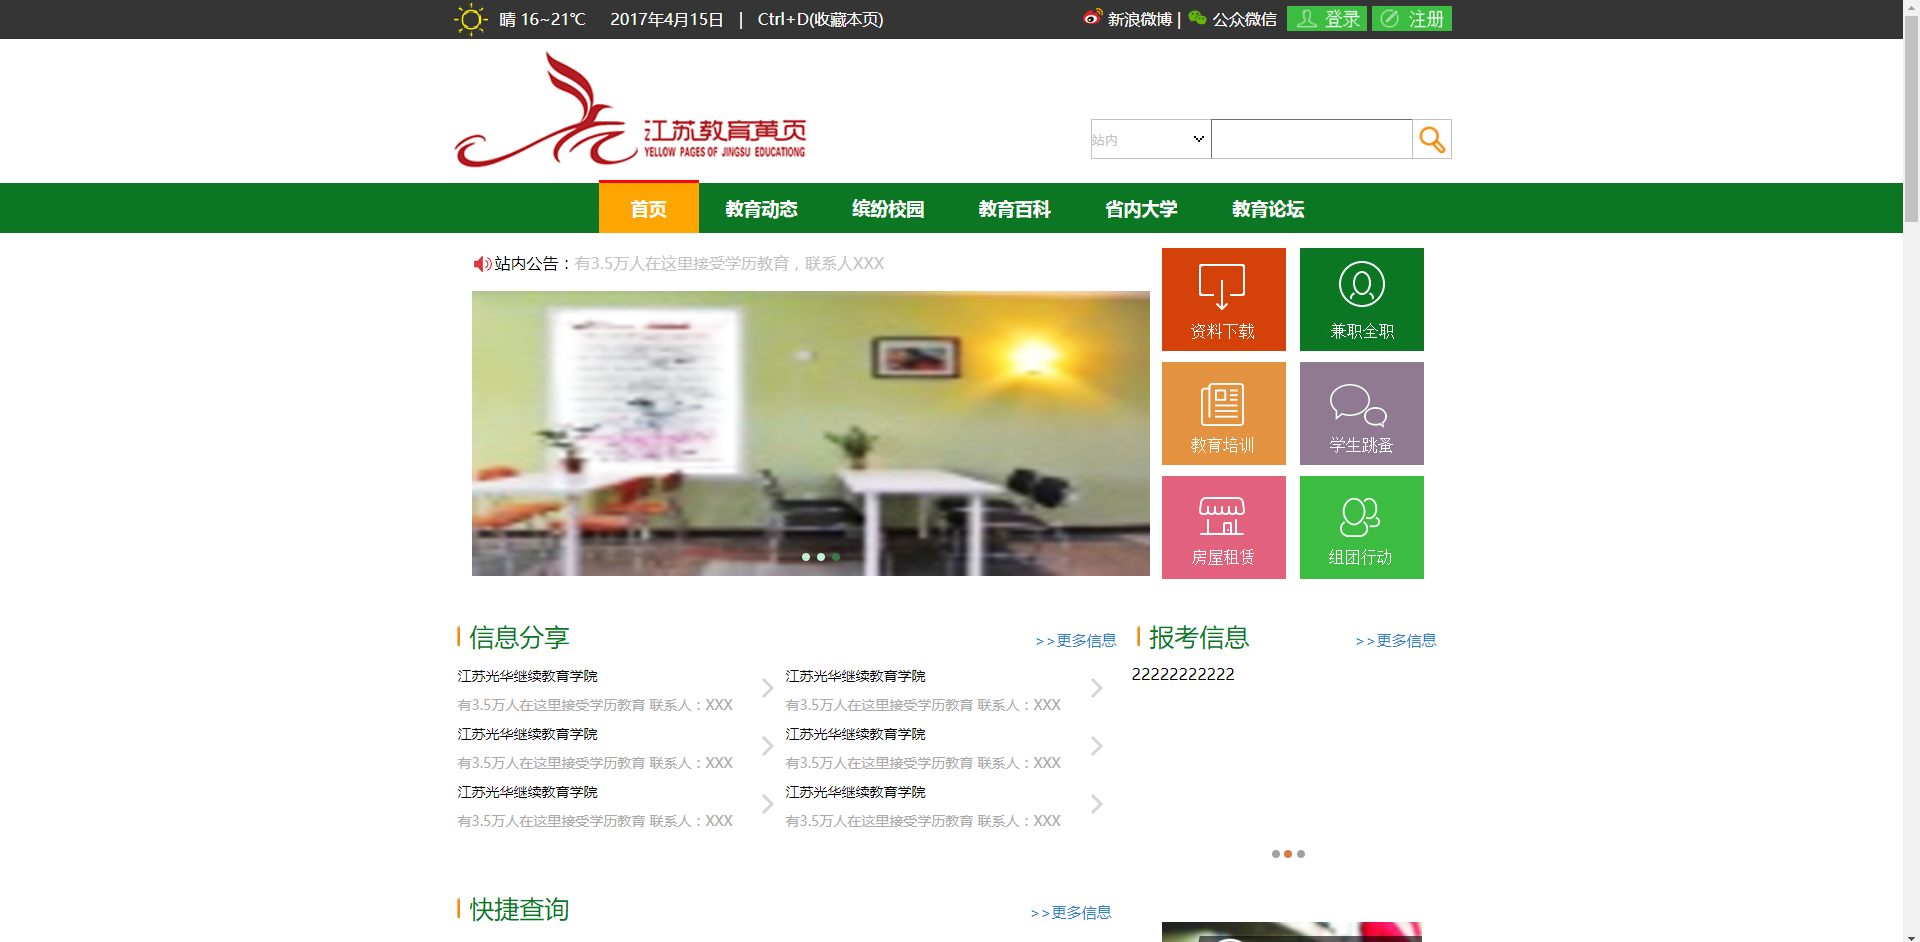 晴 16~21℃ 2017年4月15日 | Ctrl+D(收藏本页) 新浪微博 | 公众微信 登录 注册
江苏教育黄页
YELLOW PAGES OF JINGSU EDUCATIONG
站内
首页 教育动态 缤纷校园 教育百科 省内大学 教育论坛
站内公告：有3.5万人在这里接受学历教育，联系人XXX
资料下载 兼职全职
教育培训 学生跳蚤
房屋租赁 组团行动
信息分享 >>更多信息 报考信息 >>更多信息
江苏光华继续教育学院 江苏光华继续教育学院 22222222222
有3.5万人在这里接受学历教育 联系人：XXX 有3.5万人在这里接受学历教育 联系人：XXX
江苏光华继续教育学院 江苏光华继续教育学院
有3.5万人在这里接受学历教育 联系人：XXX 有3.5万人在这里接受学历教育 联系人：XXX
江苏光华继续教育学院 江苏光华继续教育学院
有3.5万人在这里接受学历教育 联系人：XXX 有3.5万人在这里接受学历教育 联系人：XXX
快捷查询 >>更多信息